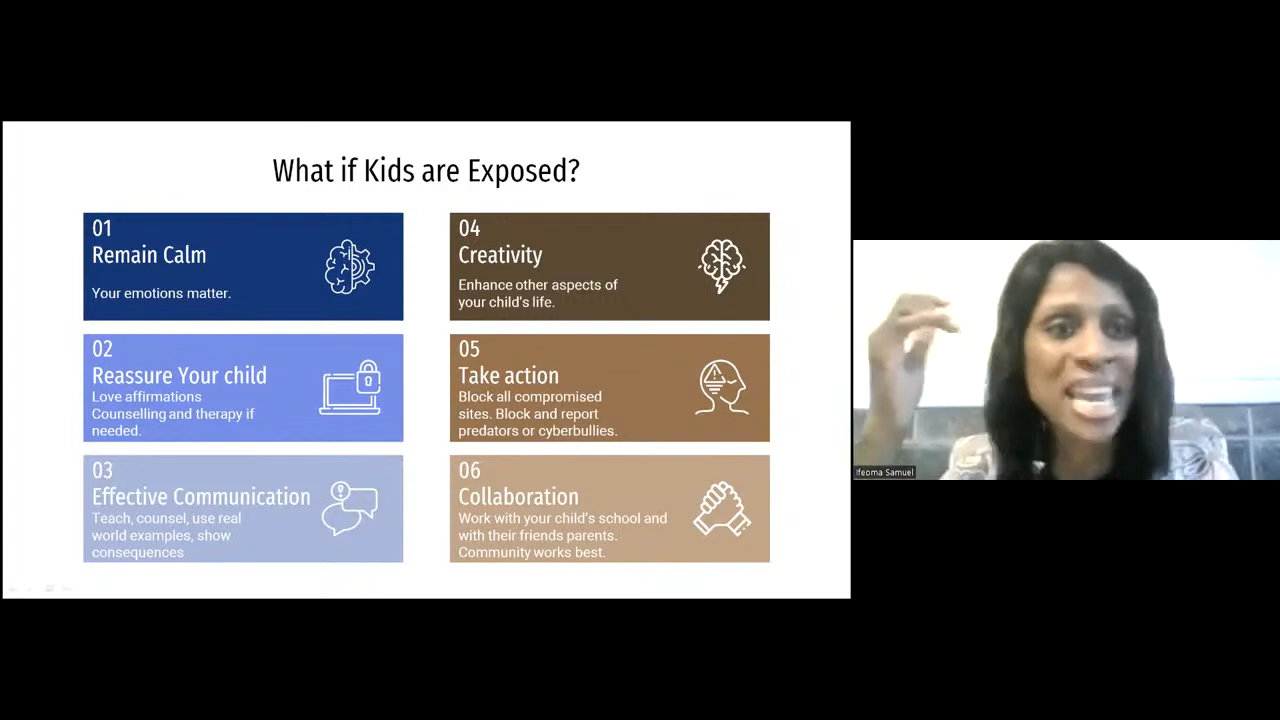 What if Kids are Exposed?
01
Remain Calm
Your emotions matter.
02
Reassure Your child
Love affirmations
Counselling and therapy if
needed.
03
Effective Communication
Teach, counsel, use real
world examples, show
consequences
04
Creativity
Enhance other aspects of
your child's life.
05
Take action
Block all compromised
sites. Block and report
predators or cyberbullies.
06
Collaboration
Work with your child's school and
with their friends parents.
Community works best.
Ifeoma Samuel